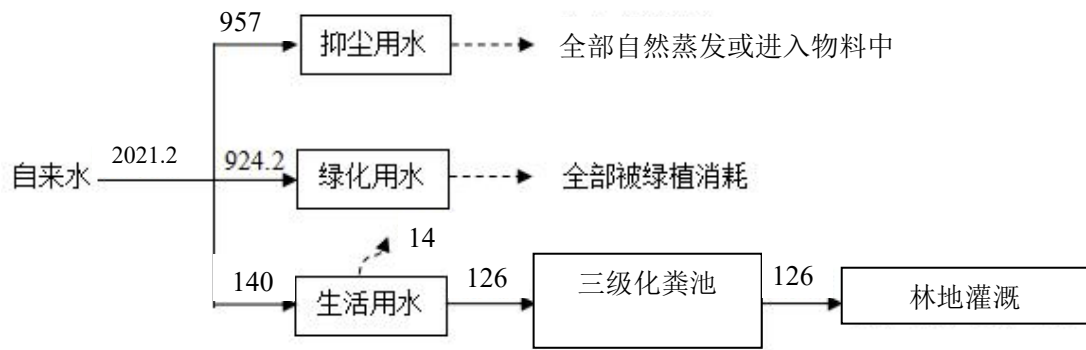 957
抑尘用水
全部自然蒸发或进入物料中
自来水
2021.2
924.2
绿化用水
全部被绿植消耗
14
140
生活用水
126
三级化粪池
126
林地灌溉